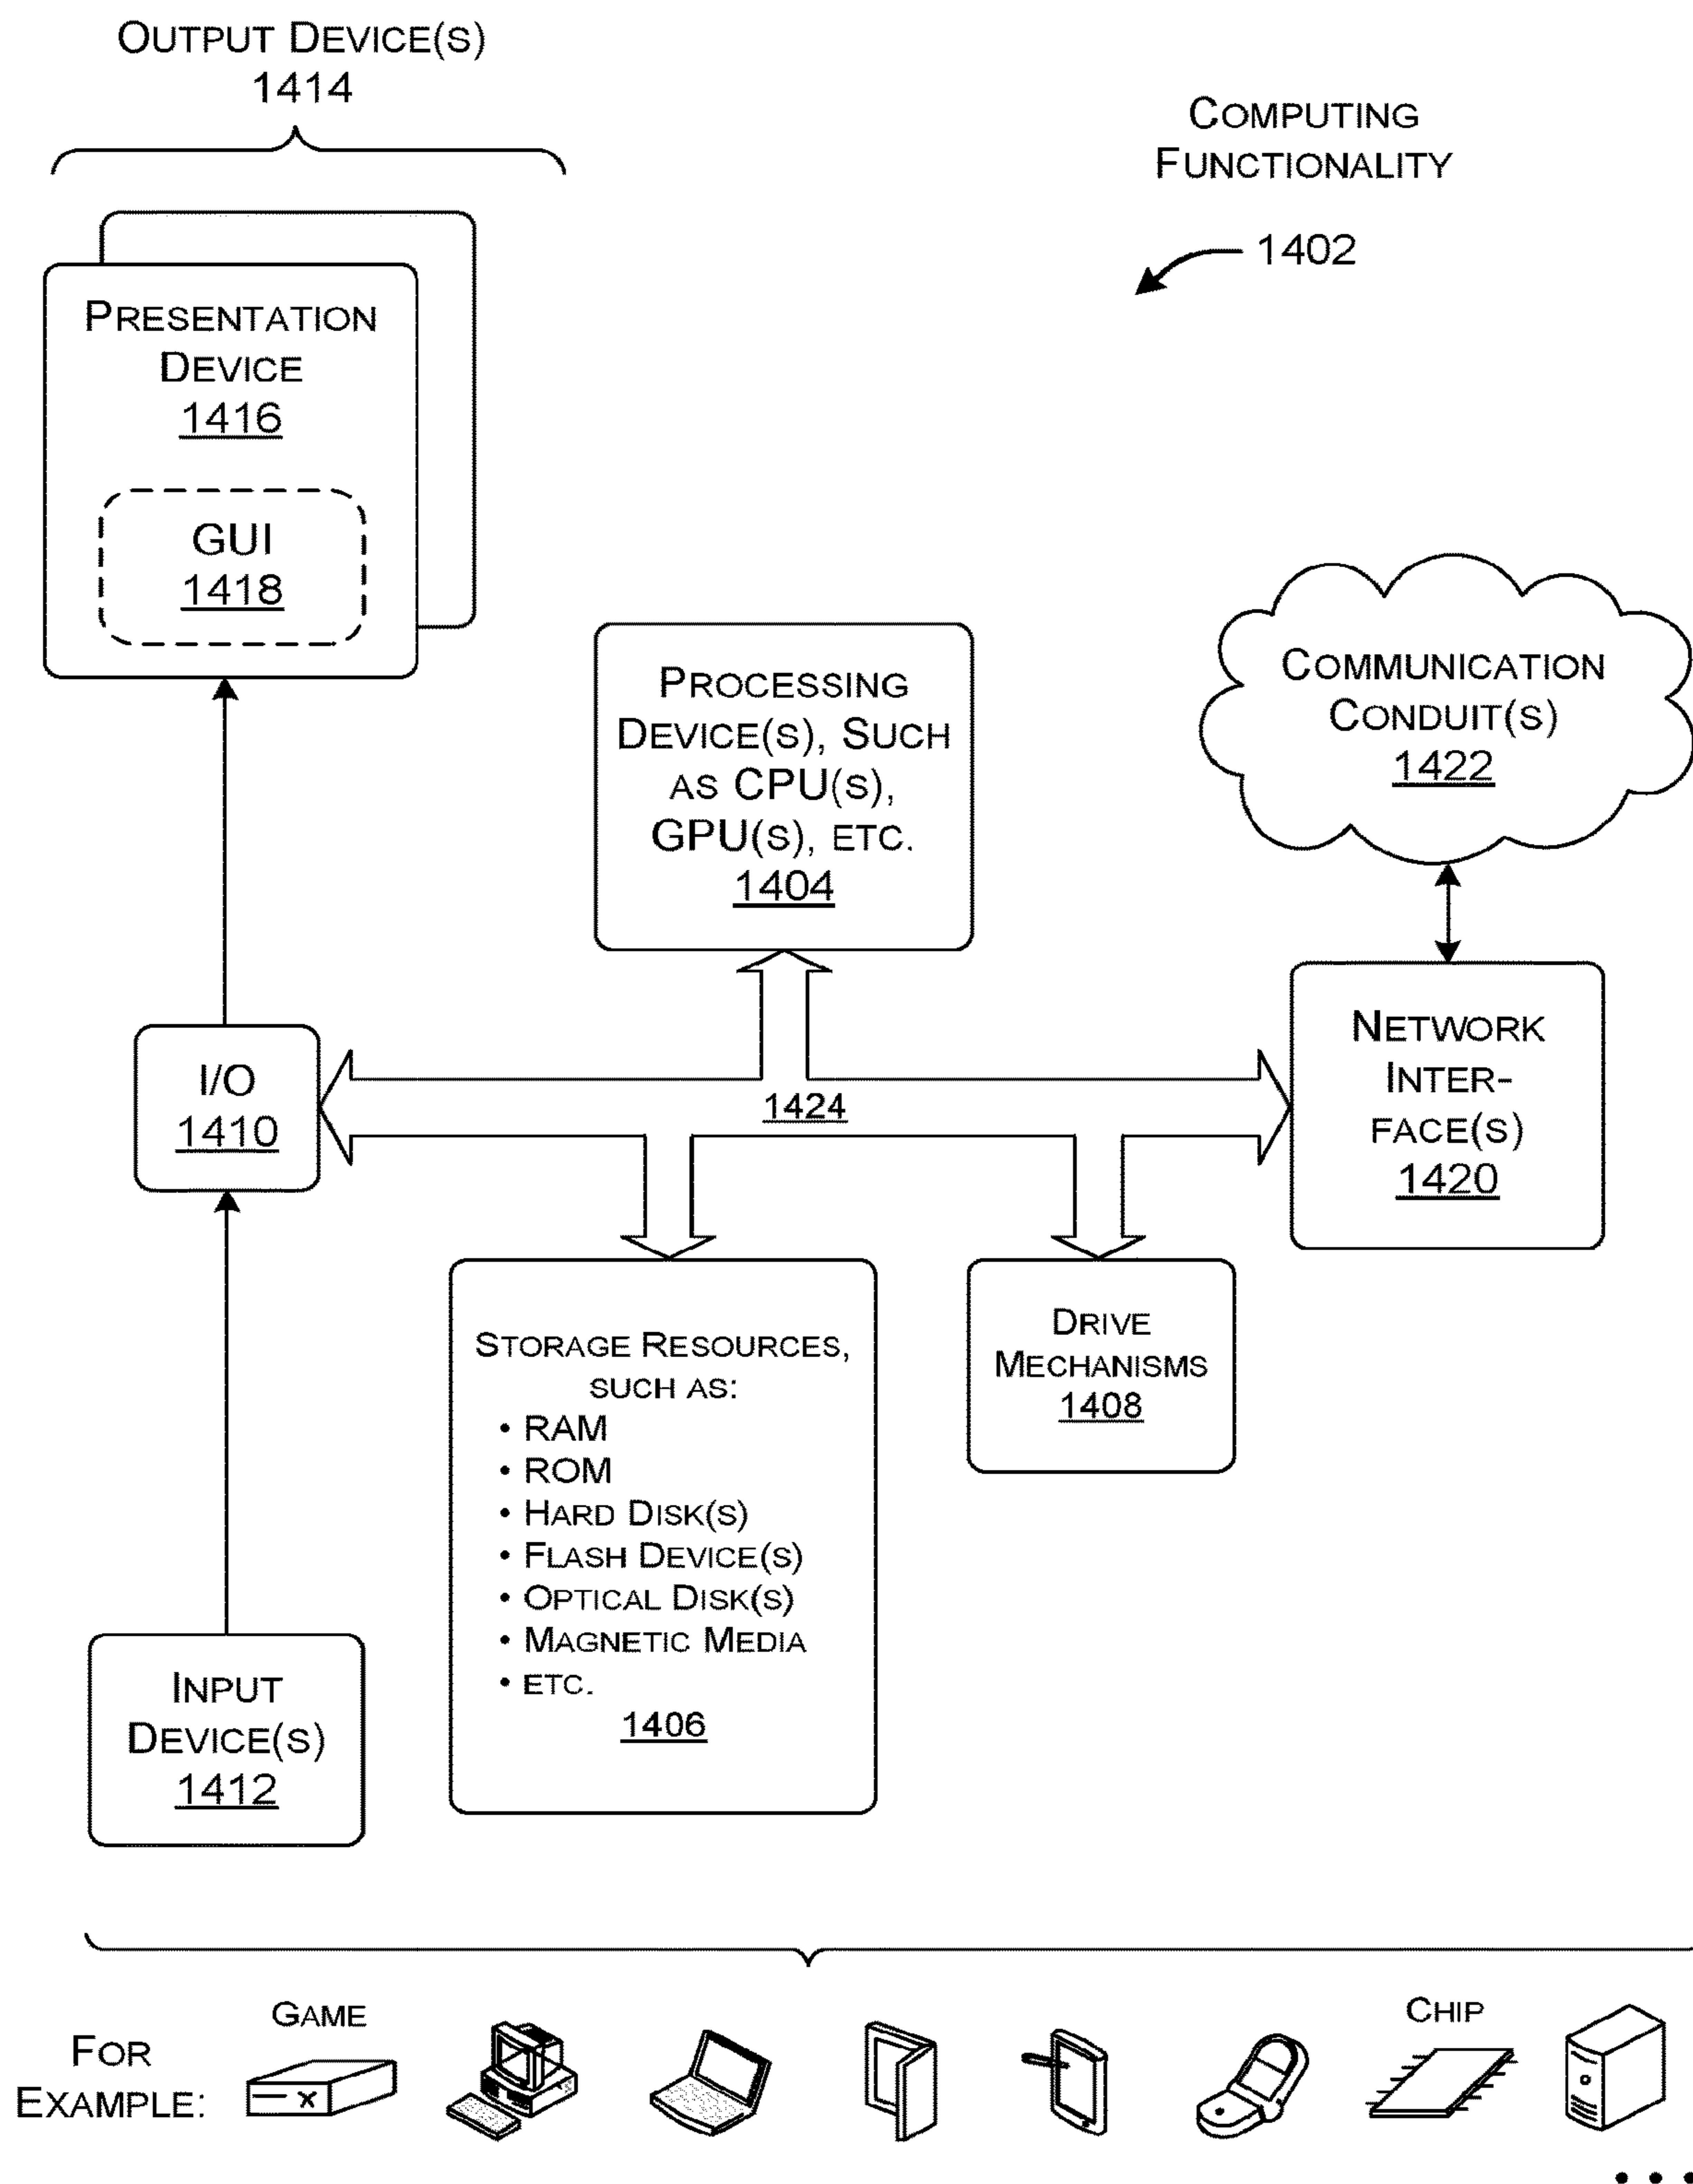 OUTPUT DEVICE(S)
1414
COMPUTING
FUNCTIONALITY
1402
PRESENTATION
DEVICE
1416
GUI
1418
PROCESSING
DEVICE(S), SUCH
AS CPU(S),
GPU(S), ETC.
1404
COMMUNICATION
CONDUIT(S)
1422
I/O
1410
1424
NETWORK
INTER-
FACE(S)
1420
STORAGE RESOURCES,
SUCH AS:
• RAM
• ROM
• HARD DISK(S)
• FLASH DEVICE(S)
• OPTICAL DISK(S)
• MAGNETIC MEDIA
• ETC.
1406
DRIVE
MECHANISMS
1408
INPUT
DEVICE(S)
1412
FOR
EXAMPLE:
GAME
CHIP
• • •